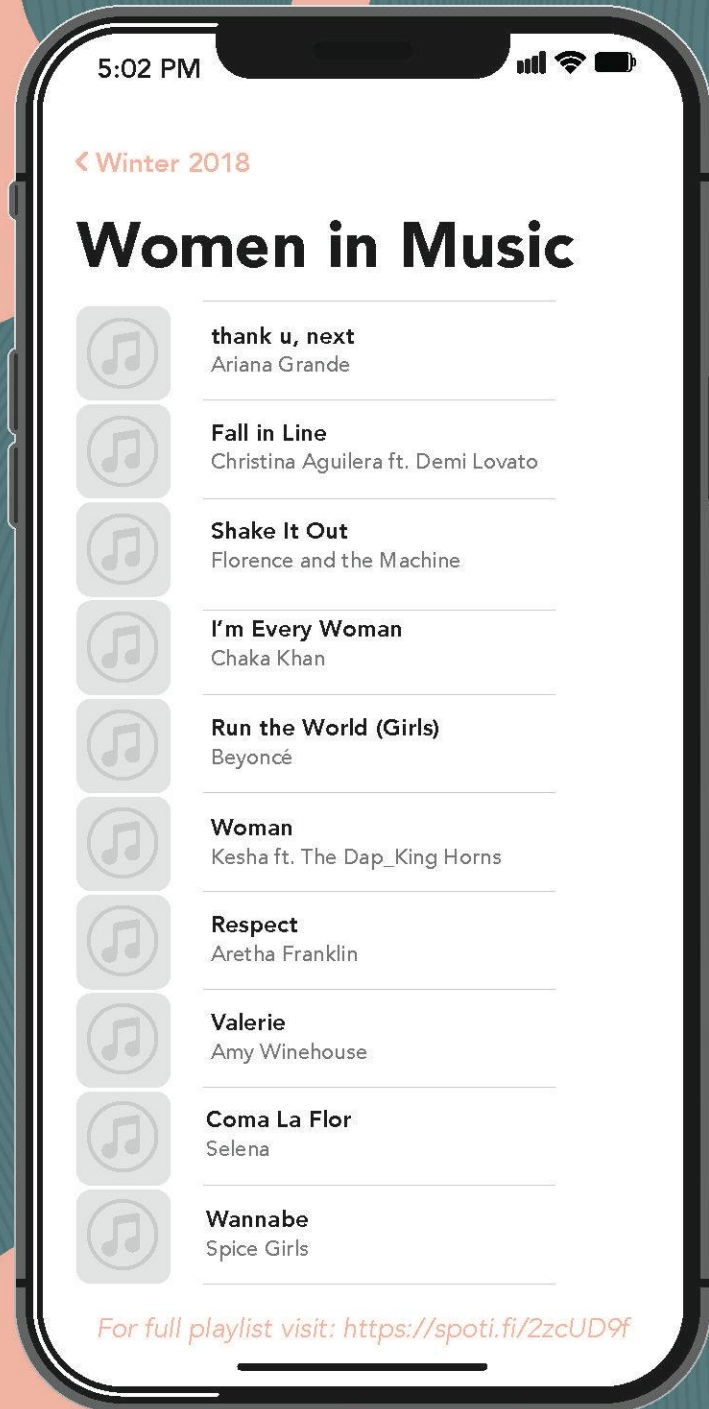 5:02 PM
Winter 2018
Women in Music
thank u, next
Ariana Grande
Fall in Line
Christina Aguilera ft. Demi Lovato
Shake It Out
Florence and the Machine
I'm Every Woman
Chaka Khan
Run the World (Girls)
Beyoncé
Woman
Kesha ft. The Dap_King Horns
Respect
Aretha Franklin
Valerie
Amy Winehouse
Coma La Flor
Selena
Wannabe
Spice Girls
For full playlist visit: https://spoti.fi/2zcUD9f